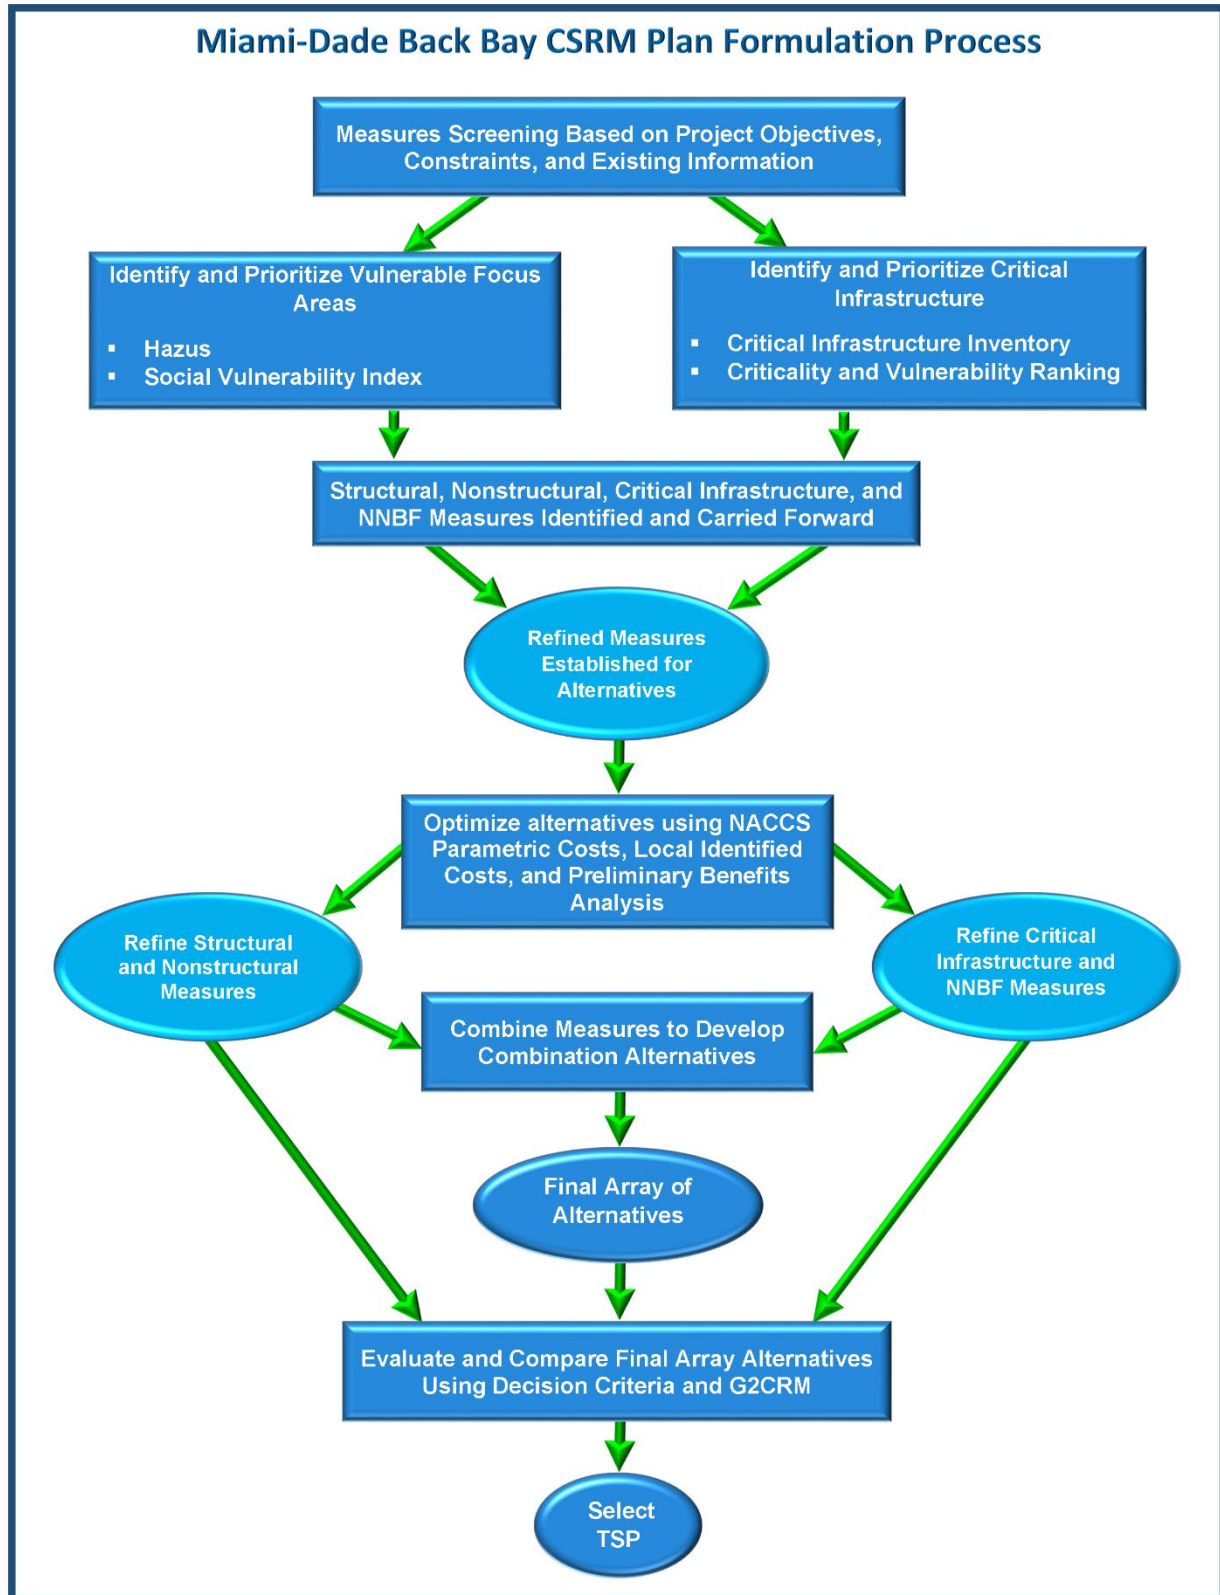 Miami-Dade Back Bay CSRM Plan Formulation Process
Measures Screening Based on Project Objectives,
Constraints, and Existing Information
Identify and Prioritize Vulnerable Focus
Areas
▪ Hazus
▪ Social Vulnerability Index
Identify and Prioritize Critical
Infrastructure
▪ Critical Infrastructure Inventory
▪ Criticality and Vulnerability Ranking
Structural, Nonstructural, Critical Infrastructure, and
NNBF Measures Identified and Carried Forward
Refined Measures
Established for
Alternatives
Optimize alternatives using NACCS
Parametric Costs, Local Identified
Costs, and Preliminary Benefits
Analysis
Refine Structural
and Nonstructural
Measures
Refine Critical
Infrastructure and
NNBF Measures
Combine Measures to Develop
Combination Alternatives
Final Array of
Alternatives
Evaluate and Compare Final Array Alternatives
Using Decision Criteria and G2CRM
Select
TSP